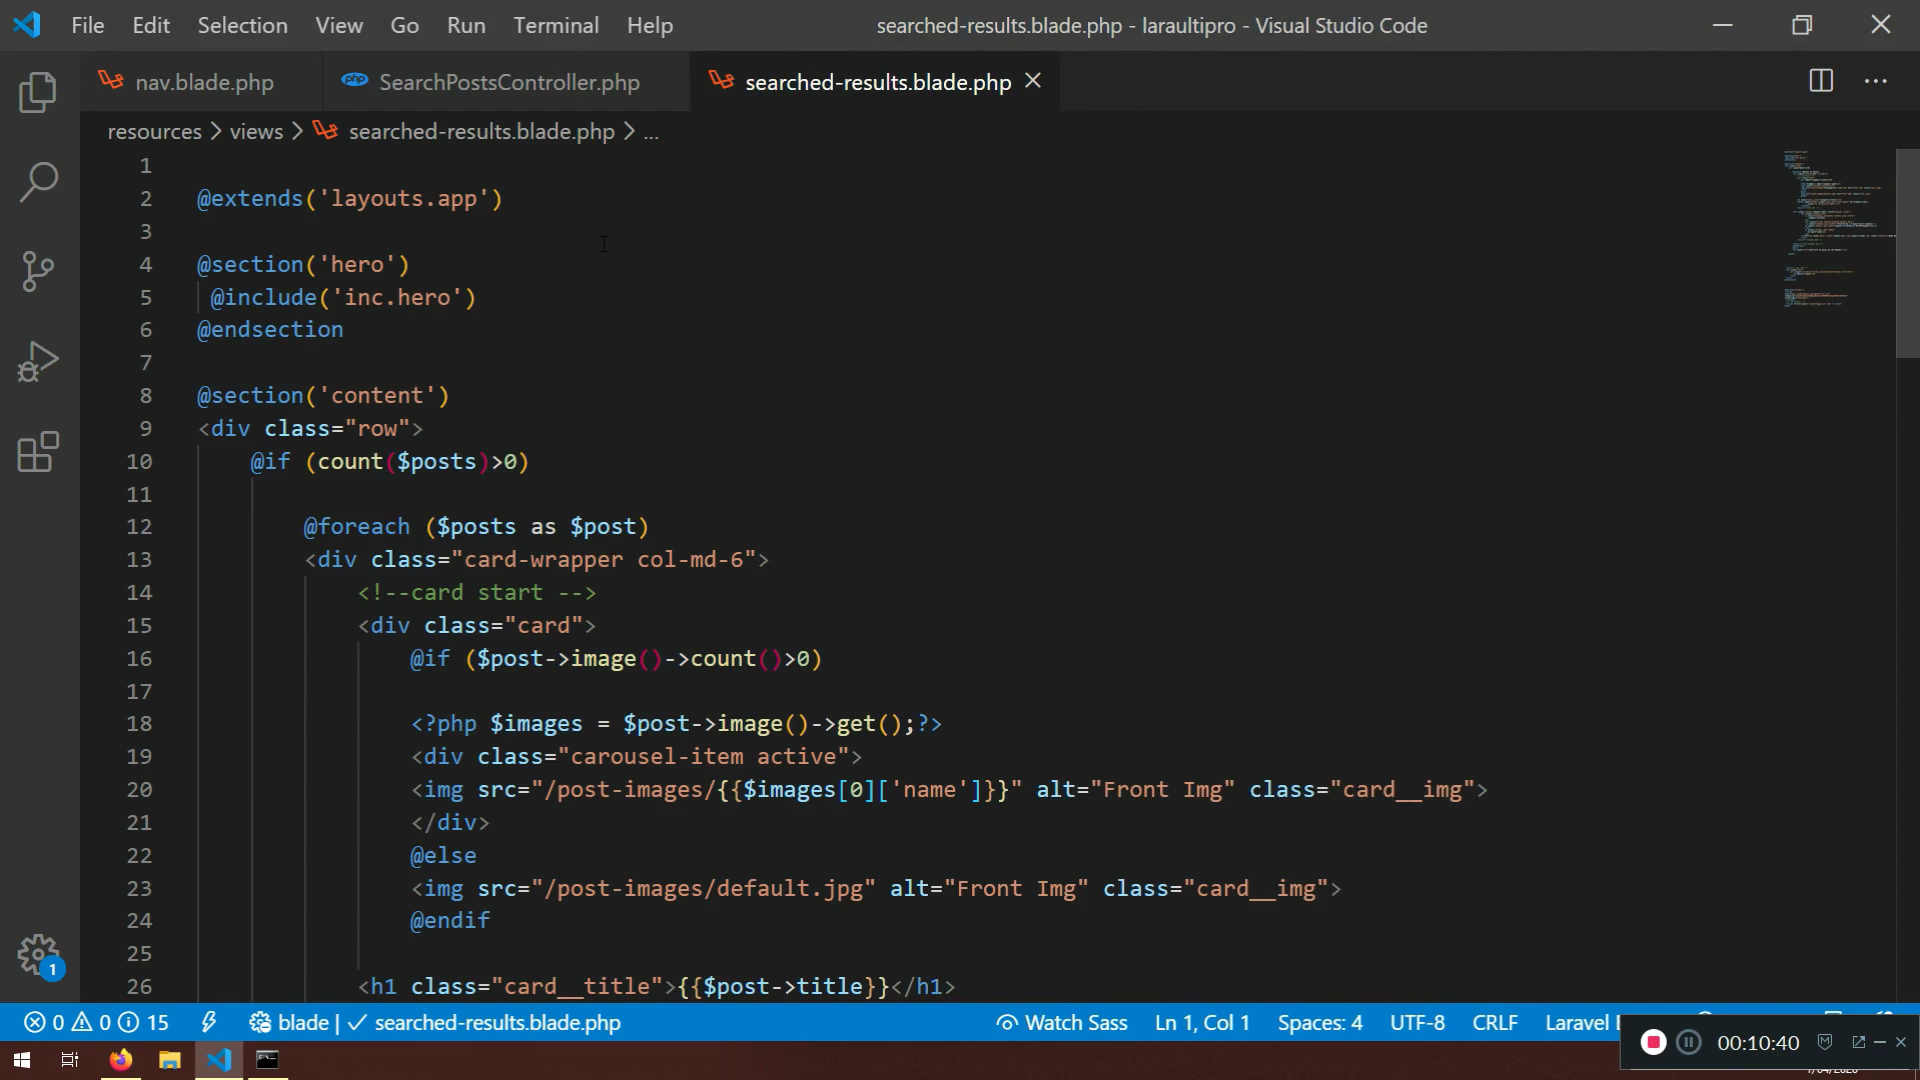 File Edit Selection View Go Run Terminal Help searched-results.blade.php - laraultipro - Visual Studio Code
nav.blade.php php SearchPostsController.php searched-results.blade.php
resources > views > searched-results.blade.php > ...
1
2 @extends('layouts.app')
3
4 @section('hero')
5 @include('inc.hero')
6 @endsection
7
8 @section('content')
9 <div class="row">
10 @if (count($posts)>0)
11
12 @foreach ($posts as $post)
13 <div class="card-wrapper col-md-6">
14 <!--card start -->
15 <div class="card">
16 @if ($post->image()->count()>0)
17
18 <?php $images = $post->image()->get();?>
19 <div class="carousel-item active">
20 <img src="/post-images/{{$images[0]['name']}}" alt="Front Img" class="card__img">
21 </div>
22 @else
23 <img src="/post-images/default.jpg" alt="Front Img" class="card__img">
24 @endif
25
26 <h1 class="card__title">{{$post->title}}</h1>
1
0 0 15 blade | ✓ searched-results.blade.php Watch Sass Ln 1, Col 1 Spaces: 4 UTF-8 CRLF Laravel
00:10:40